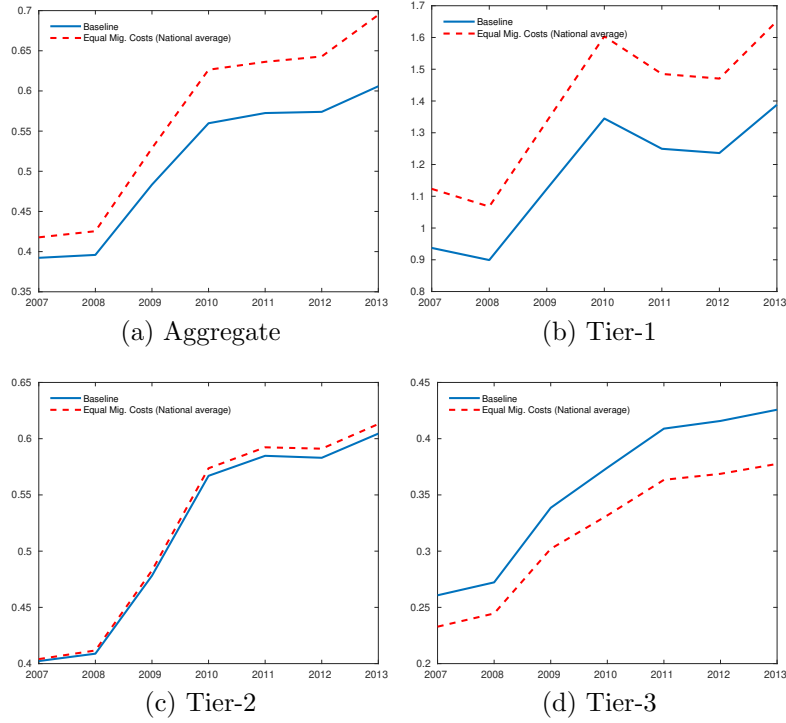 0.7
0.65
0.6
0.55
0.5
0.45
0.4
0.35
Baseline
Equal Mig. Costs (National average)
2007 2008 2009 2010 2011 2012 2013
(a) Aggregate
1.7
1.6
1.5
1.4
1.3
1.2
1.1
1
0.9
0.8
Baseline
Equal Mig. Costs (National average)
2007 2008 2009 2010 2011 2012 2013
(b) Tier-1
0.65
0.6
0.55
0.5
0.45
0.4
Baseline
Equal Mig. Costs (National average)
2007 2008 2009 2010 2011 2012 2013
(c) Tier-2
0.45
0.4
0.35
0.3
0.25
0.2
Baseline
Equal Mig. Costs (National average)
2007 2008 2009 2010 2011 2012 2013
(d) Tier-3